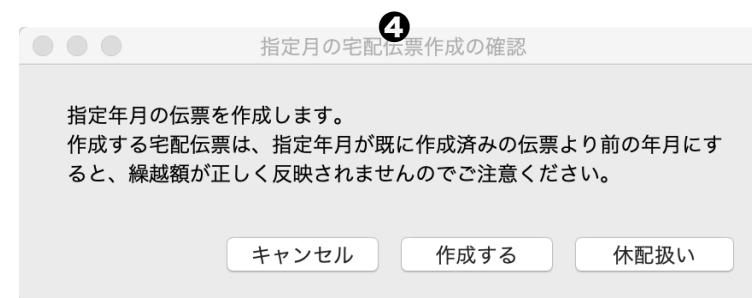 ❹
指定月の宅配伝票作成の確認
指定年月の伝票を作成します。
作成する宅配伝票は、指定年月が既に作成済みの伝票より前の年月にす
ると、繰越額が正しく反映されませんのでご注意ください。
キャンセル 作成する 休配扱い